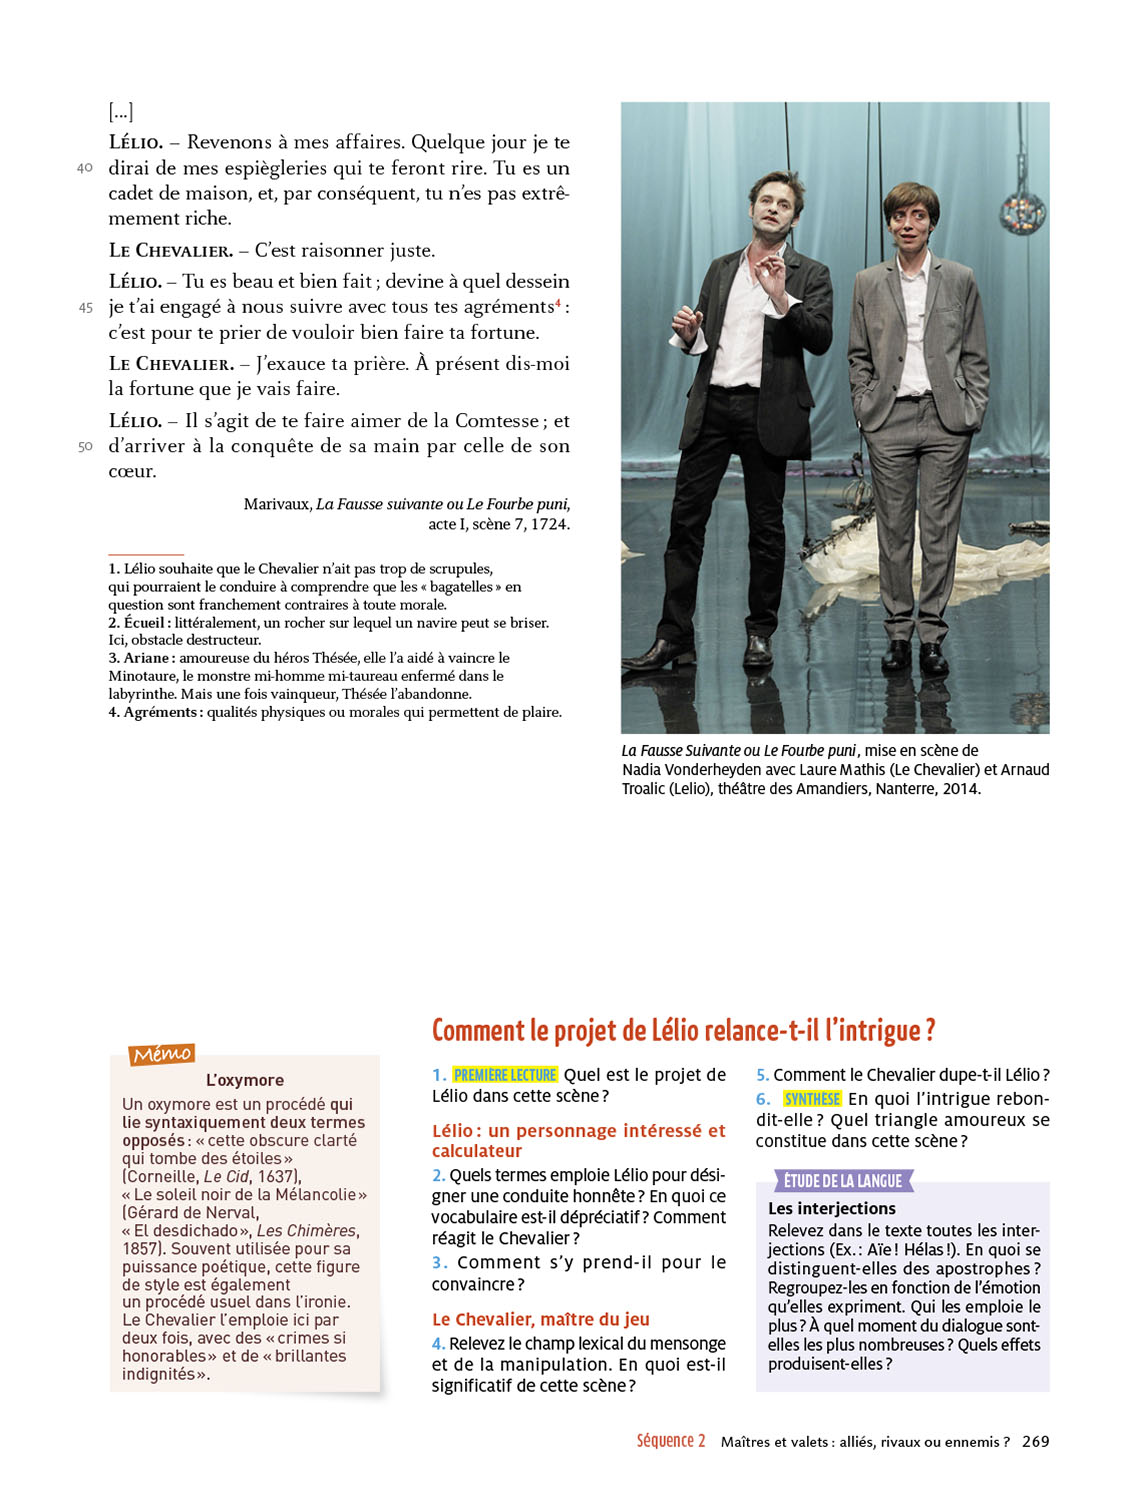 [...]
LÉLIO. – Revenons à mes affaires. Quelque jour je te
40 dirai de mes espiègleries qui te feront rire. Tu es un
cadet de maison, et, par conséquent, tu n'es pas extrê-
mement riche.
LE CHEVALIER. – C'est raisonner juste.
LÉLIO. – Tu es beau et bien fait ; devine à quel dessein
45 je t'ai engagé à nous suivre avec tous tes agréments4 :
c'est pour te prier de vouloir bien faire ta fortune.
LE CHEVALIER. – J'exauce ta prière. À présent dis-moi
la fortune que je vais faire.
LÉLIO. – Il s'agit de te faire aimer de la Comtesse ; et
50 d'arriver à la conquête de sa main par celle de son
cœur.
Marivaux, La Fausse suivante ou Le Fourbe puni,
acte I, scène 7, 1724.
1. Lélio souhaite que le Chevalier n'ait pas trop de scrupules,
qui pourraient le conduire à comprendre que les « bagatelles » en
question sont franchement contraires à toute morale.
2. Écueil : littéralement, un rocher sur lequel un navire peut se briser.
Ici, obstacle destructeur.
3. Ariane : amoureuse du héros Thésée, elle l'a aidé à vaincre le
Minotaure, le monstre mi-homme mi-taureau enfermé dans le
labyrinthe. Mais une fois vainqueur, Thésée l'abandonne.
4. Agréments : qualités physiques ou morales qui permettent de plaire.
La Fausse Suivante ou Le Fourbe puni, mise en scène de
Nadia Vonderheyden avec Laure Mathis (Le Chevalier) et Arnaud
Troalic (Lelio), théâtre des Amandiers, Nanterre, 2014.
Mémo
L'oxymore
Un oxymore est un procédé qui
lie syntaxiquement deux termes
opposés : « cette obscure clarté
qui tombe des étoiles »
(Corneille, Le Cid, 1637),
« Le soleil noir de la Mélancolie »
(Gérard de Nerval,
« El desdichado », Les Chimères,
1857). Souvent utilisée pour sa
puissance poétique, cette figure
de style est également
un procédé usuel dans l'ironie.
Le Chevalier l'emploie ici par
deux fois, avec des « crimes si
honorables » et de « brillantes
indignités ».
Comment le projet de Lélio relance-t-il l'intrigue ?
1. PREMIÈRE LECTURE Quel est le projet de
Lélio dans cette scène ?
Lélio : un personnage intéressé et
calculateur
2. Quels termes emploie Lélio pour dési-
gner une conduite honnête ? En quoi ce
vocabulaire est-il dépréciatif ? Comment
réagit le Chevalier ?
3. Comment s'y prend-il pour le
convaincre ?
Le Chevalier, maître du jeu
4. Relevez le champ lexical du mensonge
et de la manipulation. En quoi est-il
significatif de cette scène ?
5. Comment le Chevalier dupe-t-il Lélio ?
6. SYNTHÈSE En quoi l'intrigue rebon-
dit-elle ? Quel triangle amoureux se
constitue dans cette scène ?
ÉTUDE DE LA LANGUE
Les interjections
Relevez dans le texte toutes les inter-
jections (Ex. : Aïe ! Hélas !). En quoi se
distinguent-elles des apostrophes ?
Regroupez-les en fonction de l'émotion
qu'elles expriment. Qui les emploie le
plus ? À quel moment du dialogue sont-
elles les plus nombreuses ? Quels effets
produisent-elles ?
Séquence 2 Maîtres et valets : alliés, rivaux ou ennemis ? 269